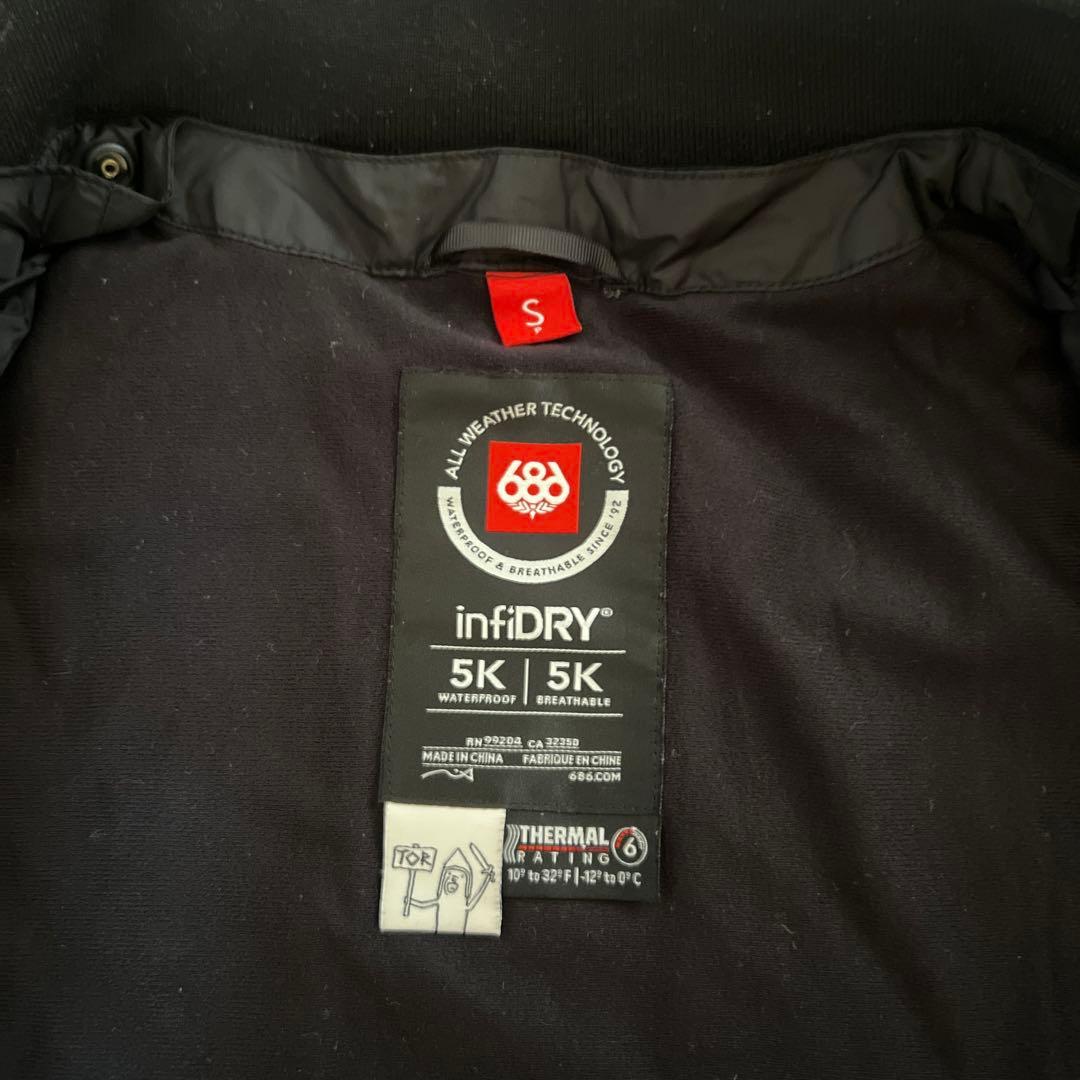 S
P
ALL WEATHER TECHNOLOGY
686
WATERPROOF & BREATHABLE SINCE '92
infiDRY®
5K | 5K
WATERPROOF BREATHABLE
RN 99204 CA 32350
MADE IN CHINA FABRIQUE EN CHINE
686.COM
TOR
THERMAL
RATING
6
10° to 32° F | -12° to 0° C